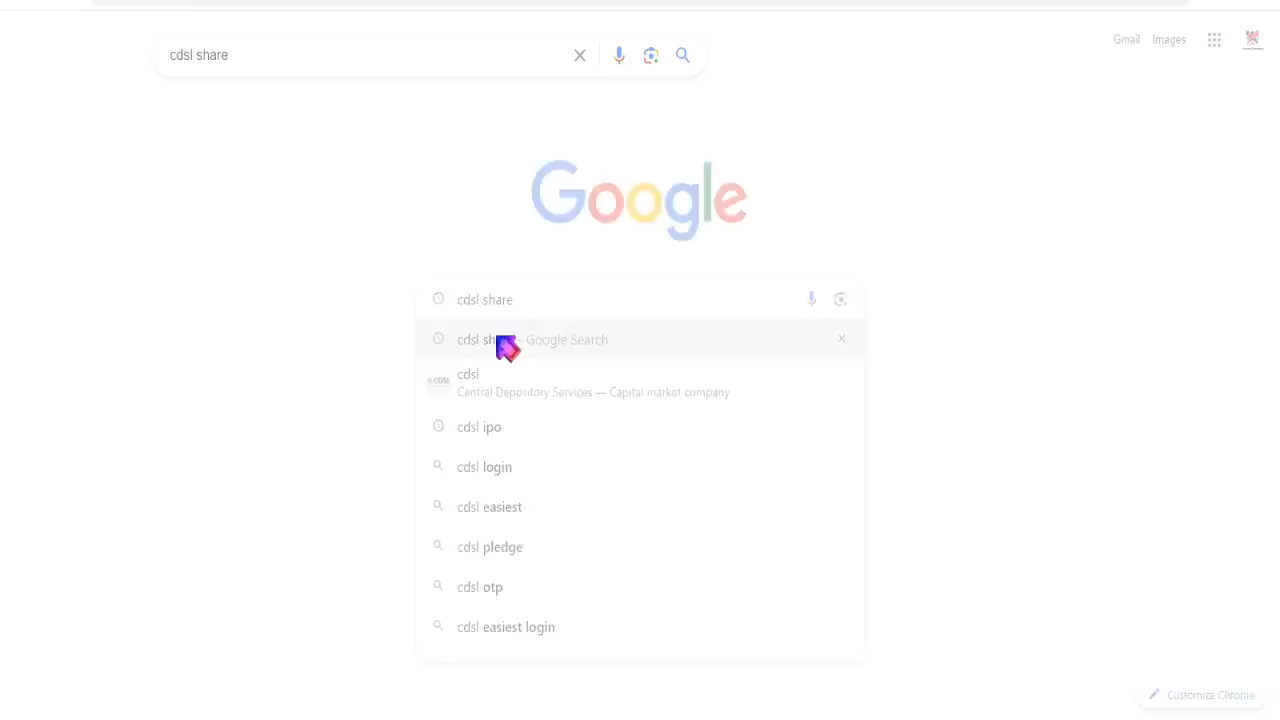 cdsl share
Gmail Images
Google
cdsl share
cdsl sh - Google Search
CDSL
cdsl
Central Depository Services — Capital market company
cdsl ipo
cdsl login
cdsl easiest
cdsl pledge
cdsl otp
cdsl easiest login
Customize Chrome